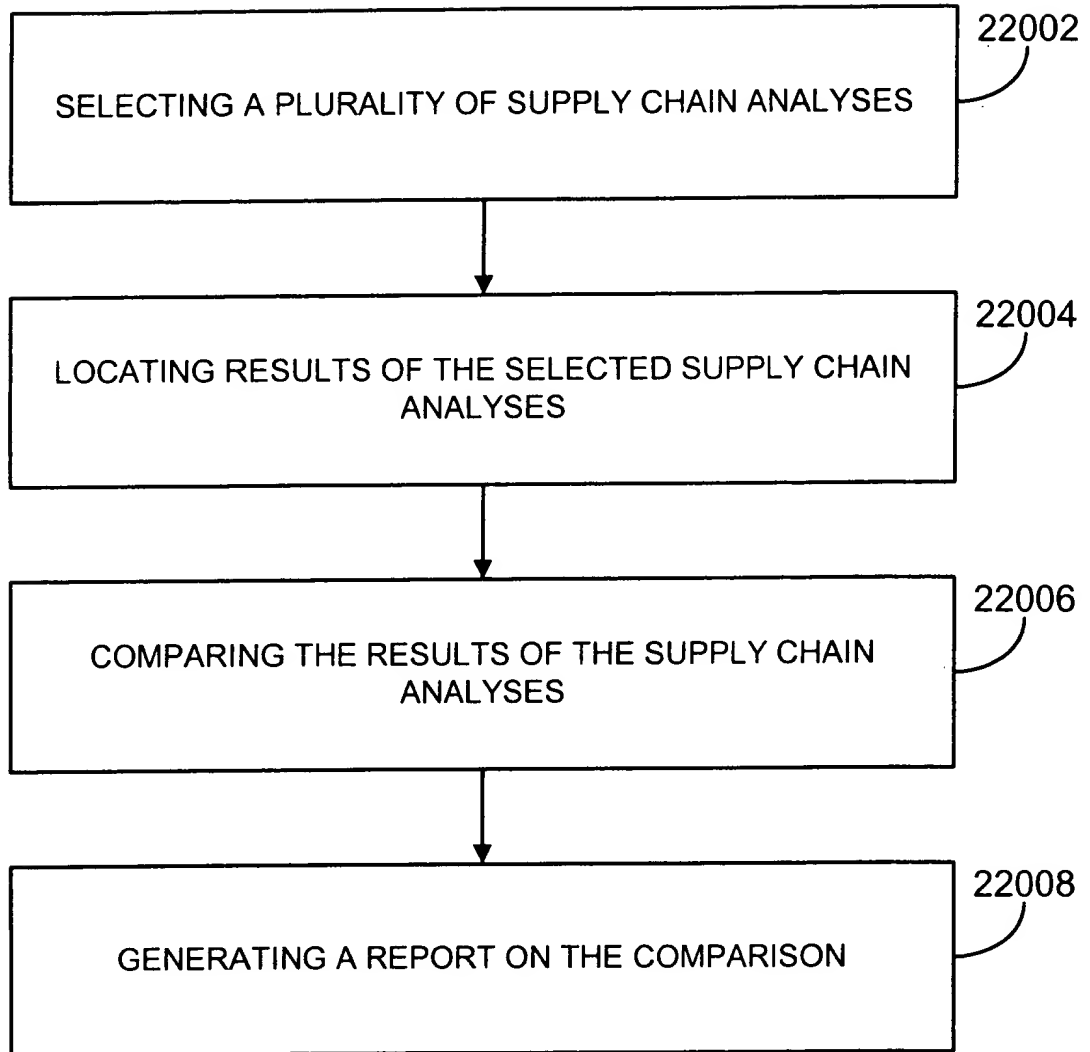 22002
SELECTING A PLURALITY OF SUPPLY CHAIN ANALYSES
22004
LOCATING RESULTS OF THE SELECTED SUPPLY CHAIN
ANALYSES
22006
COMPARING THE RESULTS OF THE SUPPLY CHAIN
ANALYSES
22008
GENERATING A REPORT ON THE COMPARISON